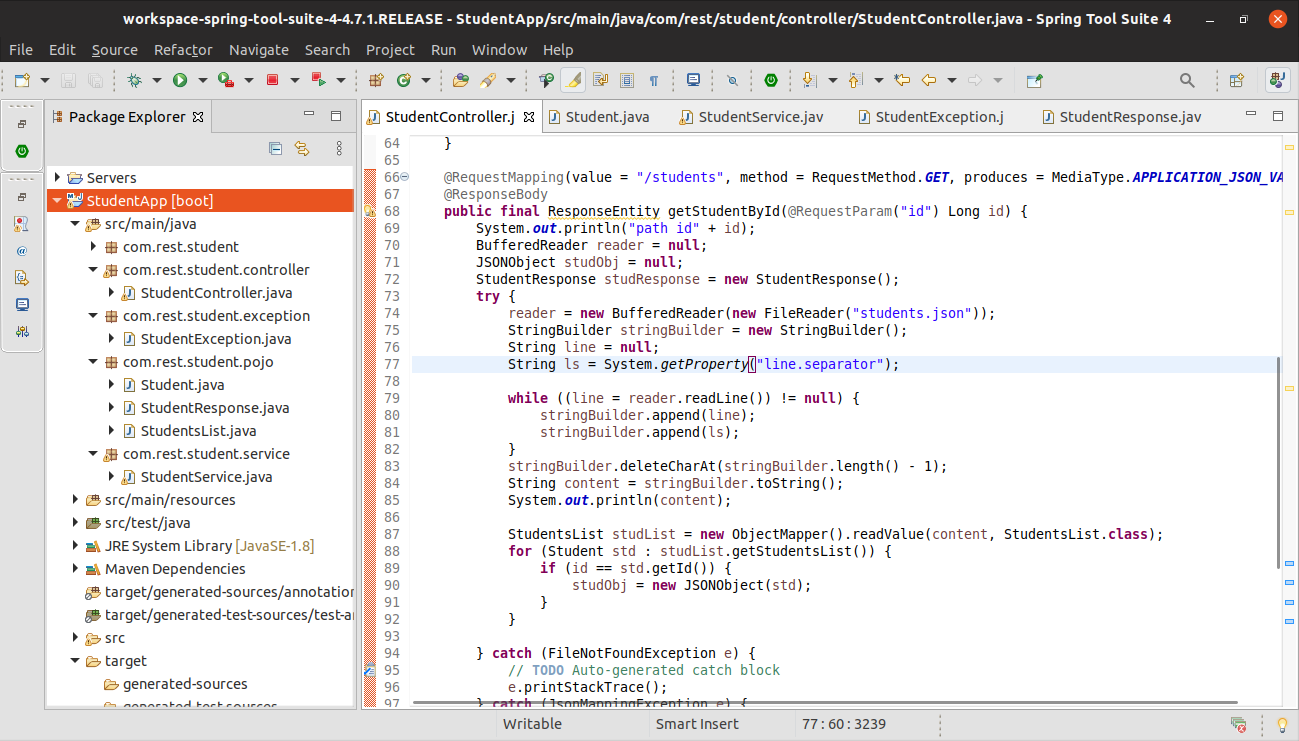 workspace-spring-tool-suite-4-4.7.1.RELEASE - StudentApp/src/main/java/com/rest/student/controller/StudentController.java - Spring Tool Suite 4
File Edit Source Refactor Navigate Search Project Run Window Help
Package Explorer
Servers
StudentApp [boot]
src/main/java
com.rest.student
com.rest.student.controller
StudentController.java
com.rest.student.exception
StudentException.java
com.rest.student.pojo
Student.java
StudentResponse.java
StudentsList.java
com.rest.student.service
StudentService.java
src/main/resources
src/test/java
JRE System Library [JavaSE-1.8]
Maven Dependencies
target/generated-sources/annotation
target/generated-test-sources/test-a
src
target
generated-sources
generated-test-sources
StudentController.j Student.java StudentService.jav StudentException.j StudentResponse.jav
64 }
65
66 @RequestMapping(value = "/students", method = RequestMethod.GET, produces = MediaType.APPLICATION_JSON_VA
67 @ResponseBody
68 public final ResponseEntity getStudentById(@RequestParam("id") Long id) {
69 System.out.println("path id" + id);
70 BufferedReader reader = null;
71 JSONObject studObj = null;
72 StudentResponse studResponse = new StudentResponse();
73 try {
74 reader = new BufferedReader(new FileReader("students.json"));
75 StringBuilder stringBuilder = new StringBuilder();
76 String line = null;
77 String ls = System.getProperty("line.separator");
78
79 while ((line = reader.readLine()) != null) {
80 stringBuilder.append(line);
81 stringBuilder.append(ls);
82 }
83 stringBuilder.deleteCharAt(stringBuilder.length() - 1);
84 String content = stringBuilder.toString();
85 System.out.println(content);
86
87 StudentsList studList = new ObjectMapper().readValue(content, StudentsList.class);
88 for (Student std : studList.getStudentsList()) {
89 if (id == std.getId()) {
90 studObj = new JSONObject(std);
91 }
92 }
93
94 } catch (FileNotFoundException e) {
95 // TODO Auto-generated catch block
96 e.printStackTrace();
97 } catch (JsonMappingException e) {
Writable Smart Insert 77 : 60 : 3239